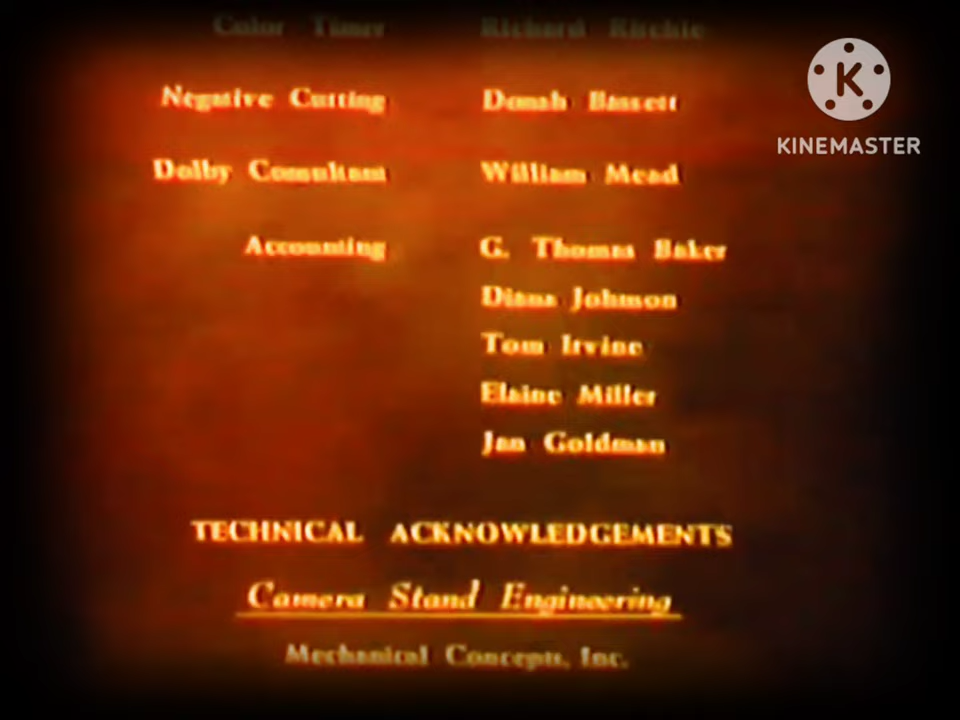 Color Timer Richard Ritchie
K
KINEMASTER
Negative Cutting Donah Bassett
Dolby Consultant William Mead
Accounting G. Thomas Baker
Diana Johnson
Tom Irvine
Elaine Miller
Jan Goldman
TECHNICAL ACKNOWLEDGEMENTS
Camera Stand Engineering
Mechanical Concepts, Inc.